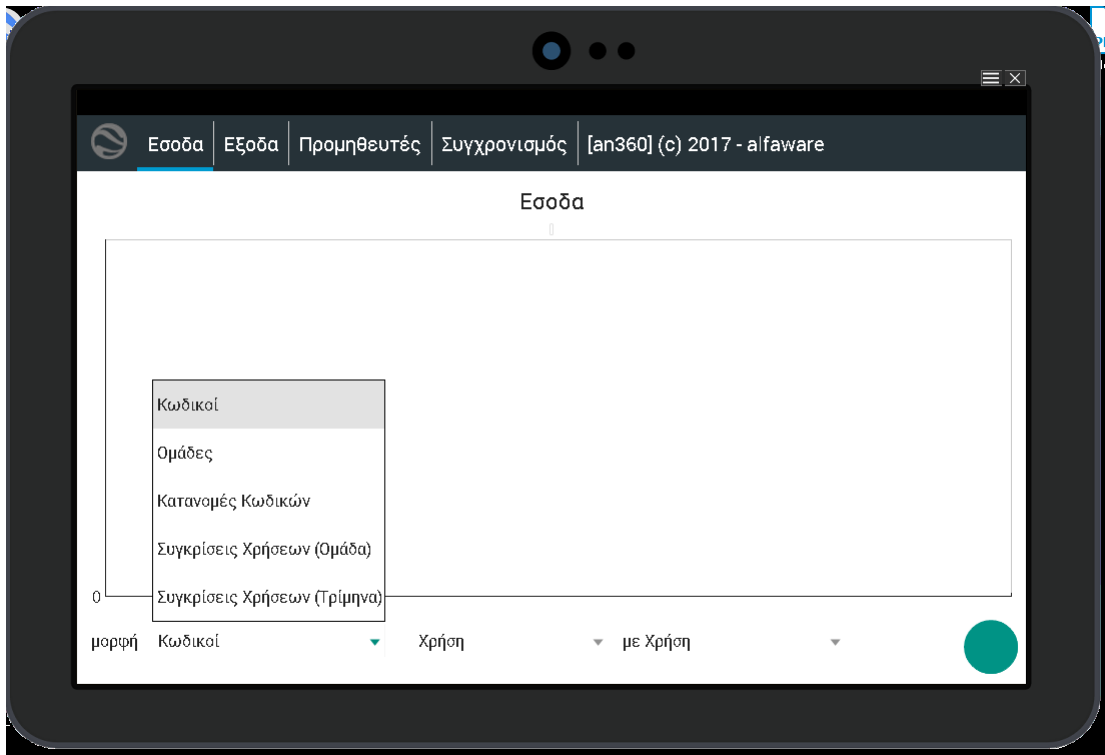 Εσοδα Εξοδα Προμηθευτές Συγχρονισμός [an360] (c) 2017 - alfaware
Εσοδα
Κωδικοί
Ομάδες
Κατανομές Κωδικών
Συγκρίσεις Χρήσεων (Ομάδα)
0 Συγκρίσεις Χρήσεων (Τρίμηνα)
μορφή Κωδικοί Χρήση με Χρήση